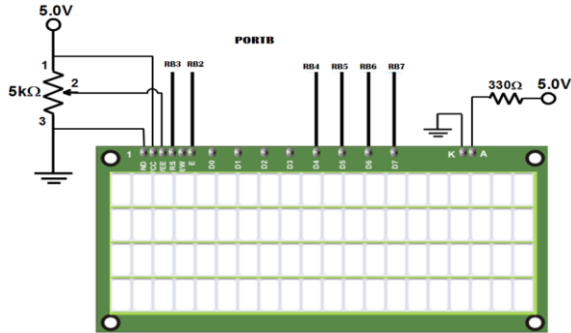 5.0V
PORTB
1
2
5kΩ
3
RB3 RB2
RB4 RB5 RB6 RB7
330Ω 5.0V
1 ND VCC VEE RS RW E D0 D1 D2 D3 D4 D5 D6 D7 K A